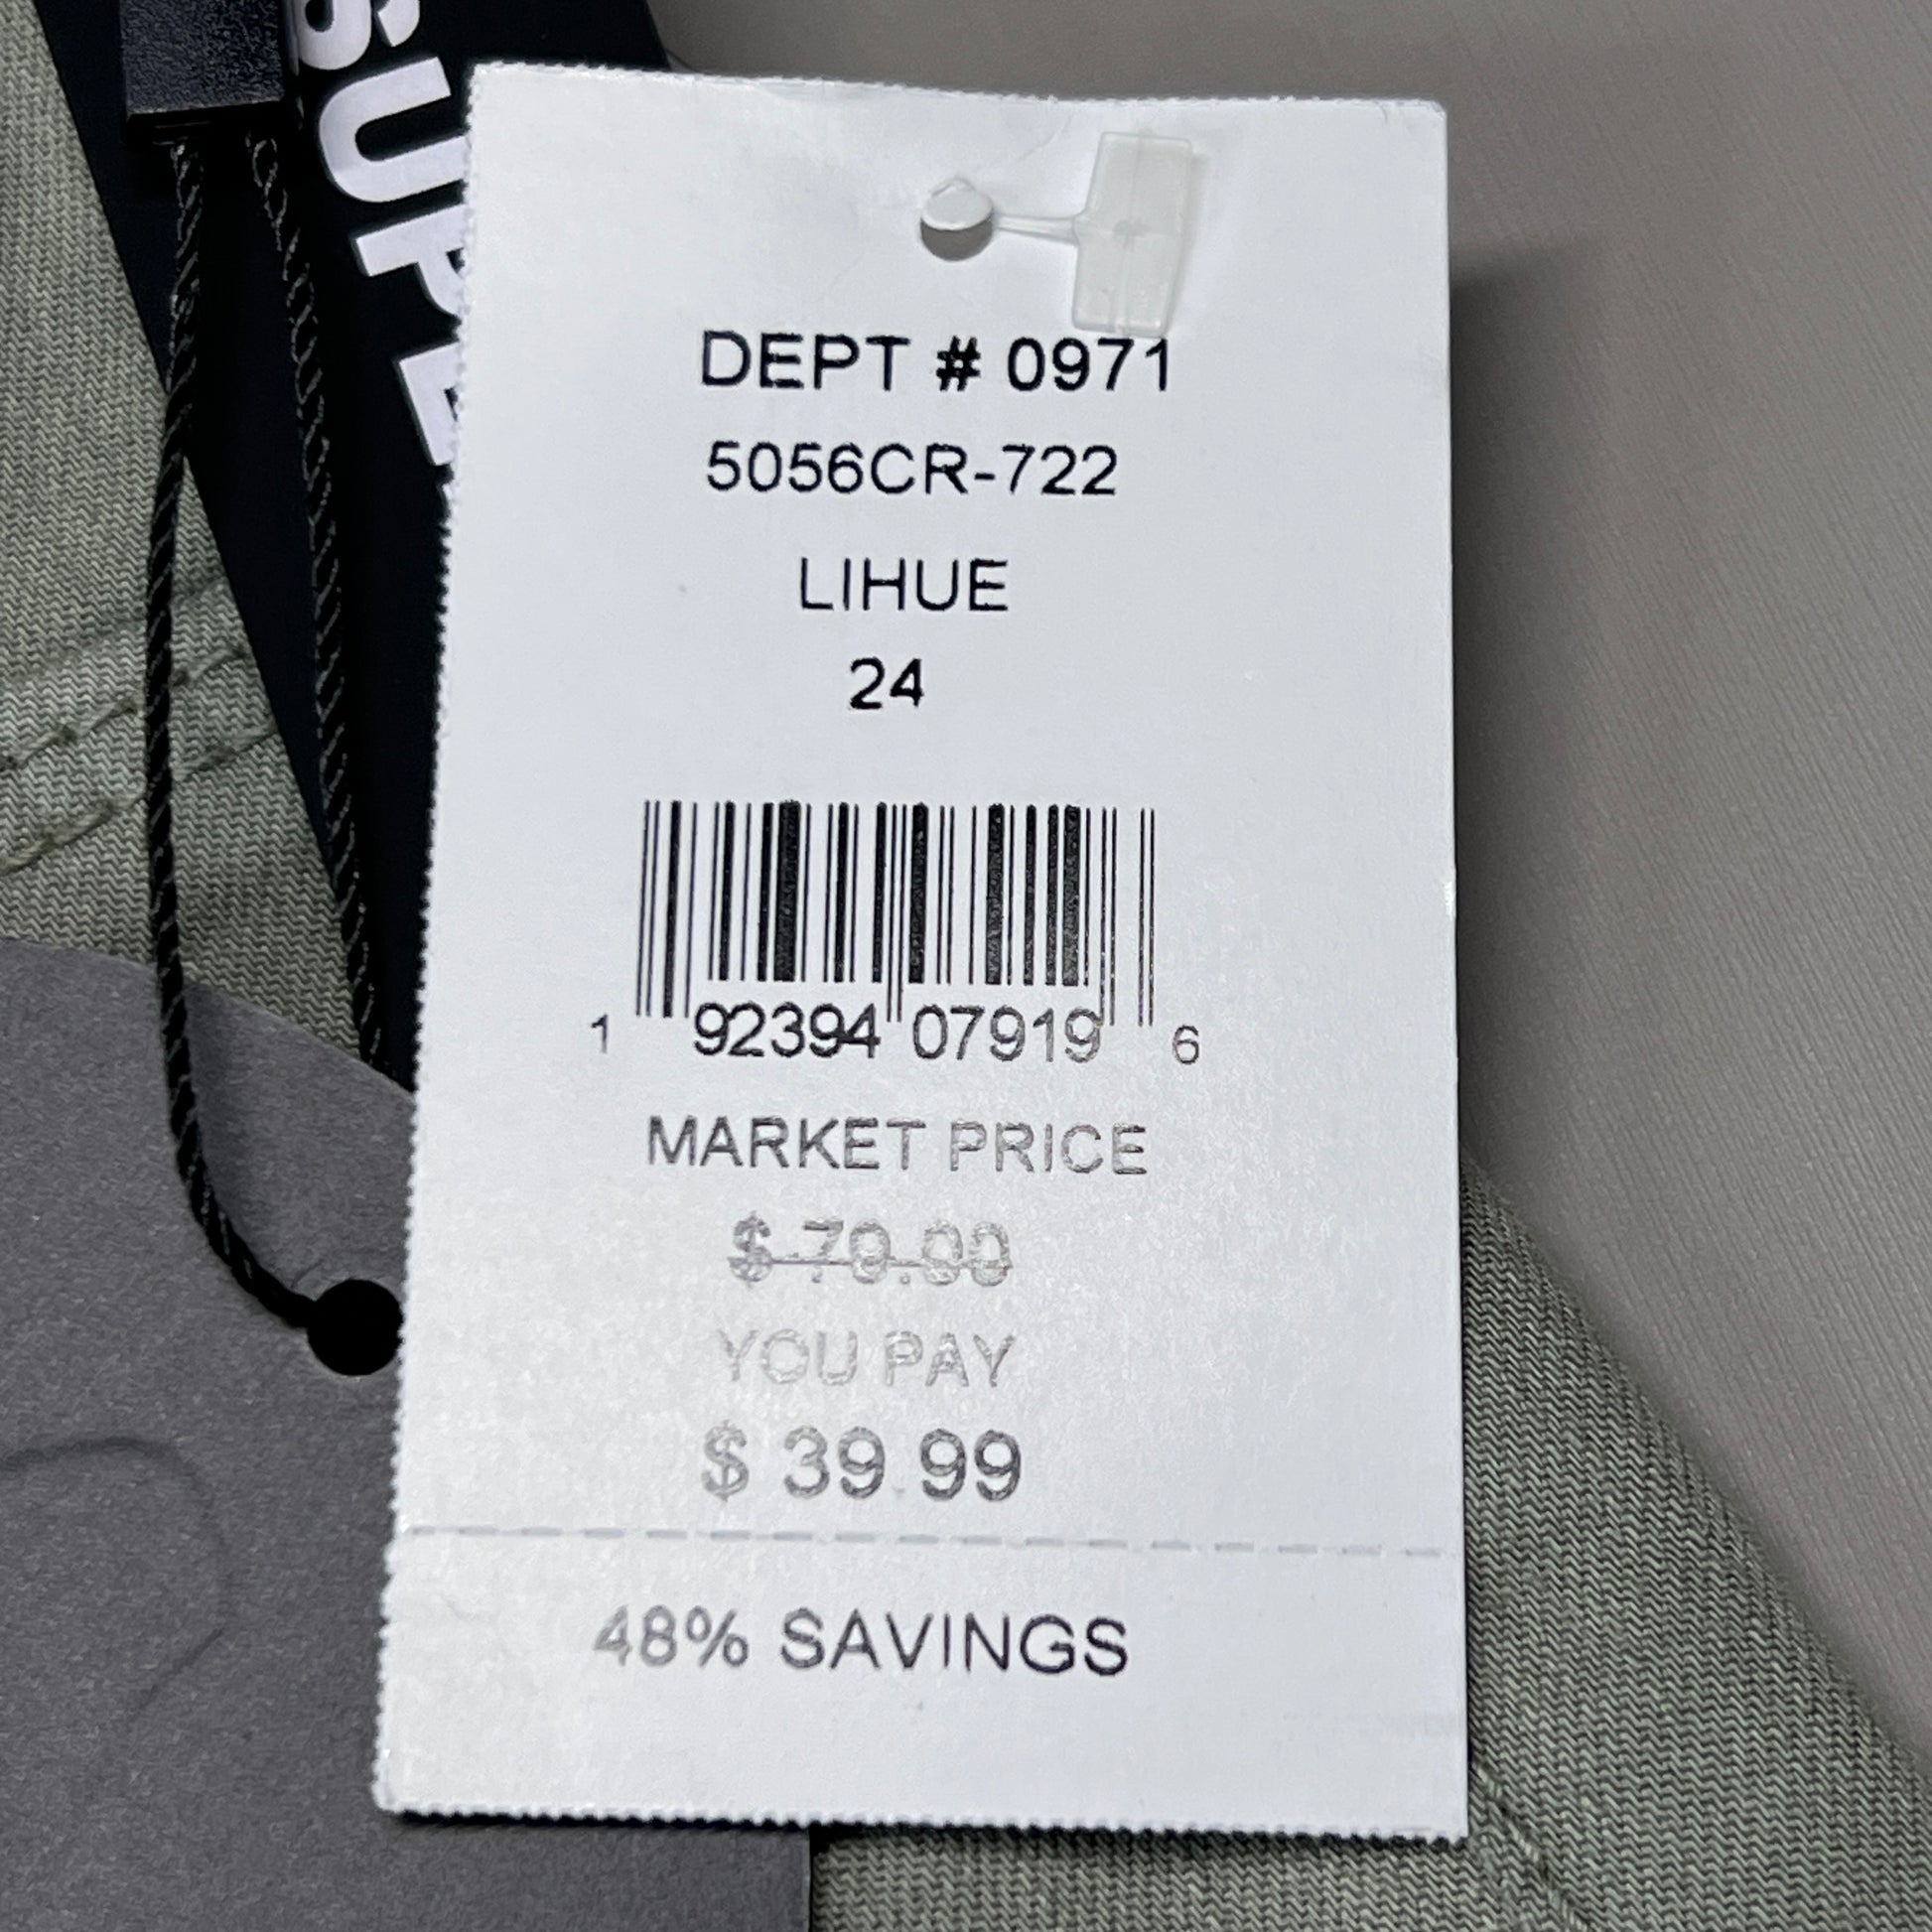 SUPE
DEPT # 0971
5056CR-722
LIHUE
24
1 92394 07919 6
MARKET PRICE
$ 78.00
YOU PAY
$ 39.99
48% SAVINGS